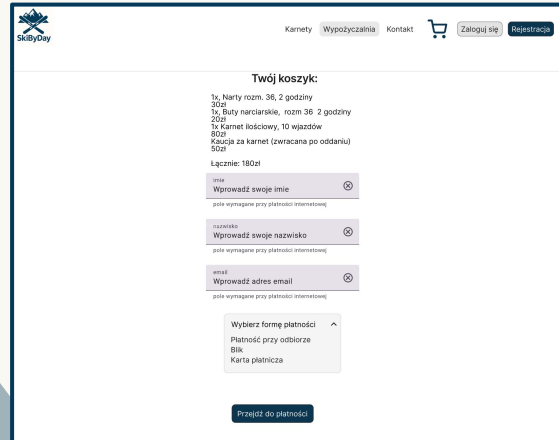 SkiByDay
Karnety Wypożyczalnia Kontakt Zaloguj się Rejestracja
Twój koszyk:
1x, Narty rozm. 36, 2 godziny
30zł
1x, Buty narciarskie, rozm 36 2 godziny
20zł
1x Karnet ilościowy, 10 wjazdów
80zł
Kaucja za karnet (zwracana po oddaniu)
50zł
Łącznie: 180zł
imie
Wprowadź swoje imie
pole wymagane przy płatności internetowej
nazwisko
Wprowadź swoje nazwisko
pole wymagane przy płatności internetowej
email
Wprowadź adres email
pole wymagane przy płatności internetowej
Wybierz formę płatności
Płatność przy odbiorze
Blik
Karta płatnicza
Przejdź do płatności